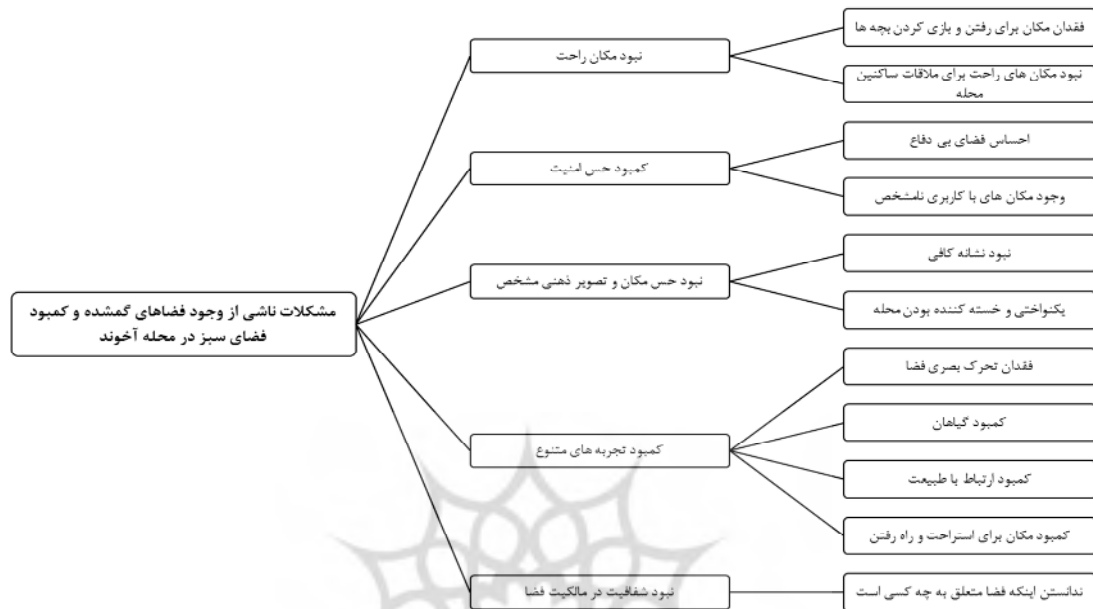 مشکلات ناشی از وجود فضاهای گمشده و کمبود
فضای سبز در محله آخوند
نبود مکان راحت
فقدان مکان برای رفتن و بازی کردن بچه ها
نبود مکان های راحت برای ملاقات ساکنین
محله
کمبود حس امنیت
احساس فضای بی دفاع
وجود مکان های با کاربری نامشخص
نبود حس مکان و تصویر ذهنی مشخص
نبود نشانه کافی
یکنواختی و خسته کننده بودن محله
کمبود تجربه های متنوع
فقدان تحرک بصری فضا
کمبود گیاهان
کمبود ارتباط با طبیعت
کمبود مکان برای استراحت و راه رفتن
نبود شفافیت در مالکیت فضا
ندانستن اینکه فضا متعلق به چه کسی است